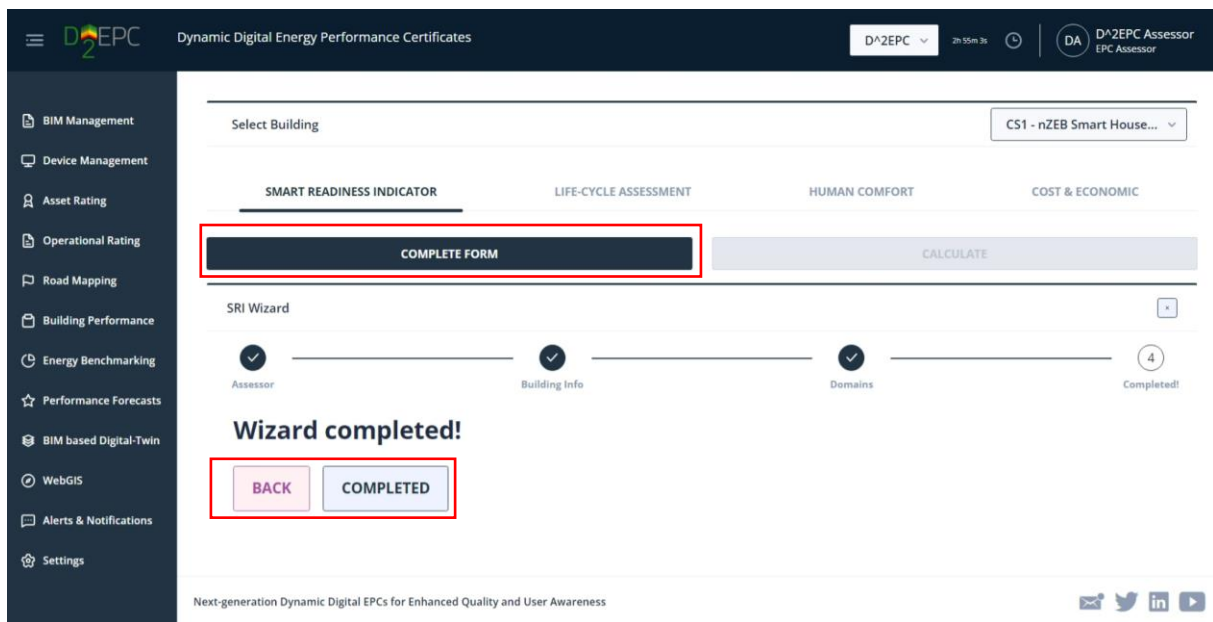 D2EPC
Dynamic Digital Energy Performance Certificates
D^2EPC
2h 55m 3s
DA
D^2EPC Assessor
EPC Assessor
BIM Management
Device Management
Asset Rating
Operational Rating
Road Mapping
Building Performance
Energy Benchmarking
Performance Forecasts
BIM based Digital-Twin
WebGIS
Alerts & Notifications
Settings
Select Building
CS1 - nZEB Smart House...
SMART READINESS INDICATOR
LIFE-CYCLE ASSESSMENT
HUMAN COMFORT
COST & ECONOMIC
COMPLETE FORM
CALCULATE
SRI Wizard
x
4
Assessor
Building Info
Domains
Completed!
Wizard completed!
BACK
COMPLETED
Next-generation Dynamic Digital EPCs for Enhanced Quality and User Awareness
in